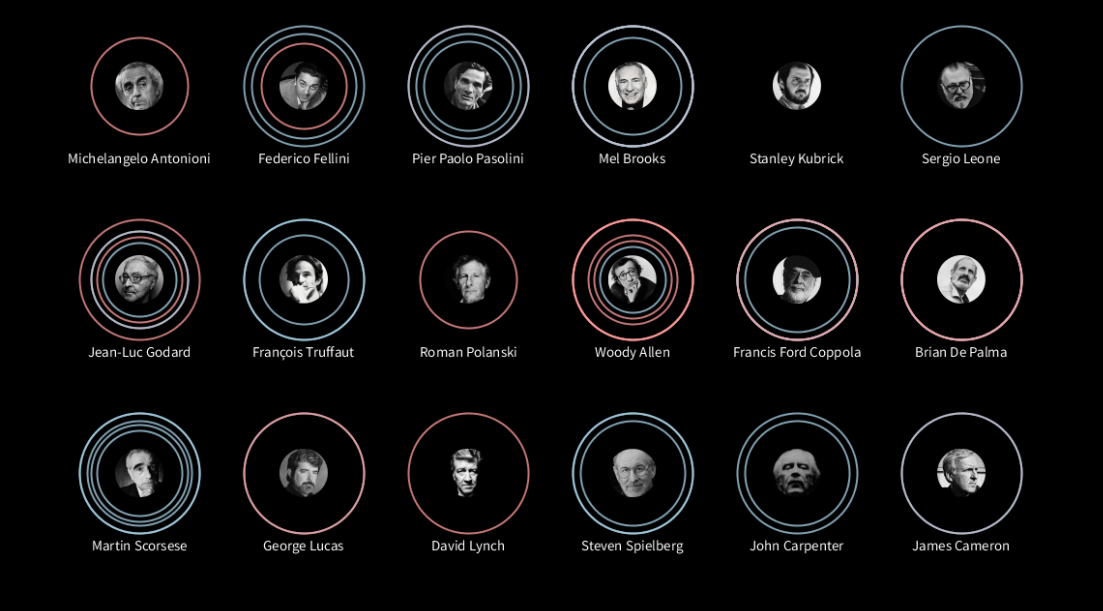 Michelangelo Antonioni
Federico Fellini
Pier Paolo Pasolini
Mel Brooks
Stanley Kubrick
Sergio Leone
Jean-Luc Godard
François Truffaut
Roman Polanski
Woody Allen
Francis Ford Coppola
Brian De Palma
Martin Scorsese
George Lucas
David Lynch
Steven Spielberg
John Carpenter
James Cameron